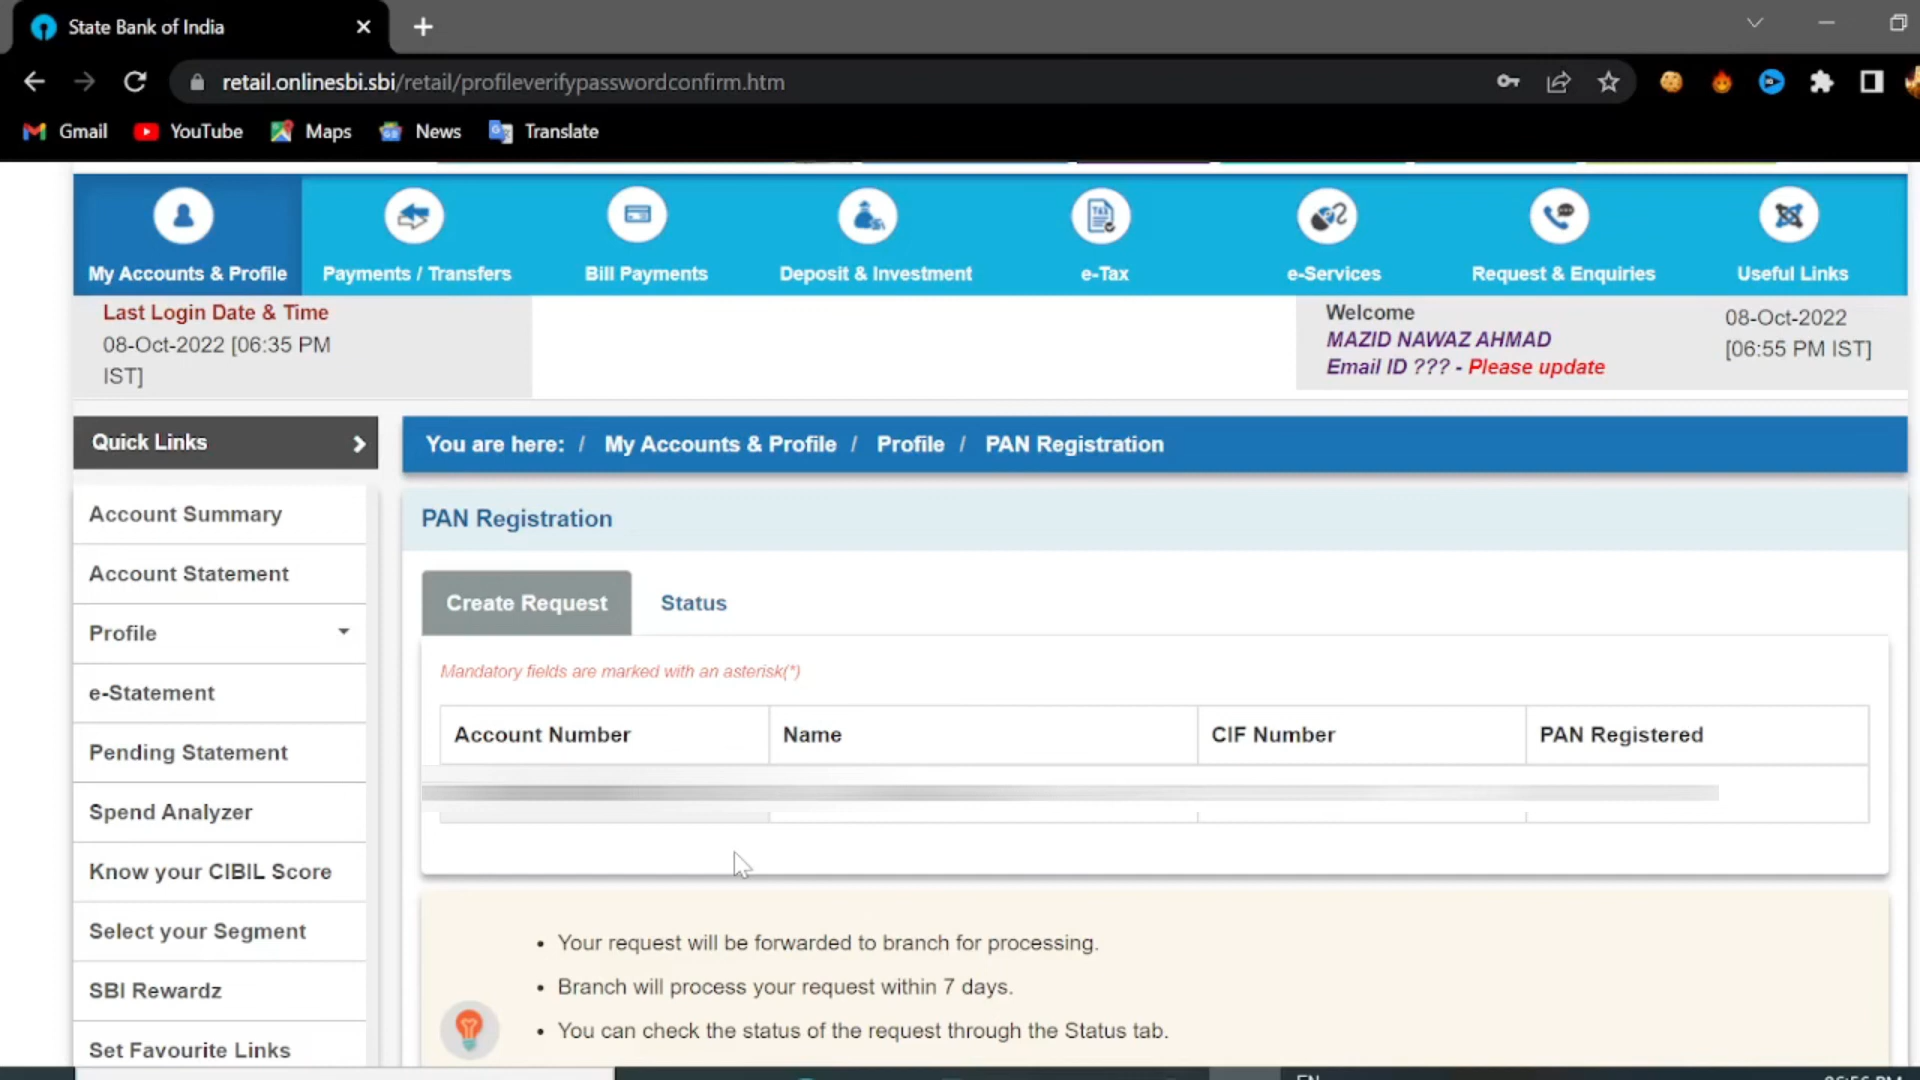 State Bank of India
retail.onlinesbi.sbi/retail/profileverifypasswordconfirm.htm
Gmail YouTube Maps News Translate
My Accounts & Profile Payments / Transfers Bill Payments Deposit & Investment e-Tax e-Services Request & Enquiries Useful Links
Last Login Date & Time
08-Oct-2022 [06:35 PM
IST]
Welcome
MAZID NAWAZ AHMAD
Email ID ??? - Please update
08-Oct-2022
[06:55 PM IST]
Quick Links
You are here: / My Accounts & Profile / Profile / PAN Registration
Account Summary
Account Statement
Profile
e-Statement
Pending Statement
Spend Analyzer
Know your CIBIL Score
Select your Segment
SBI Rewardz
Set Favourite Links
PAN Registration
Create Request Status
Mandatory fields are marked with an asterisk(*)
Account Number Name CIF Number PAN Registered
• Your request will be forwarded to branch for processing.
• Branch will process your request within 7 days.
• You can check the status of the request through the Status tab.